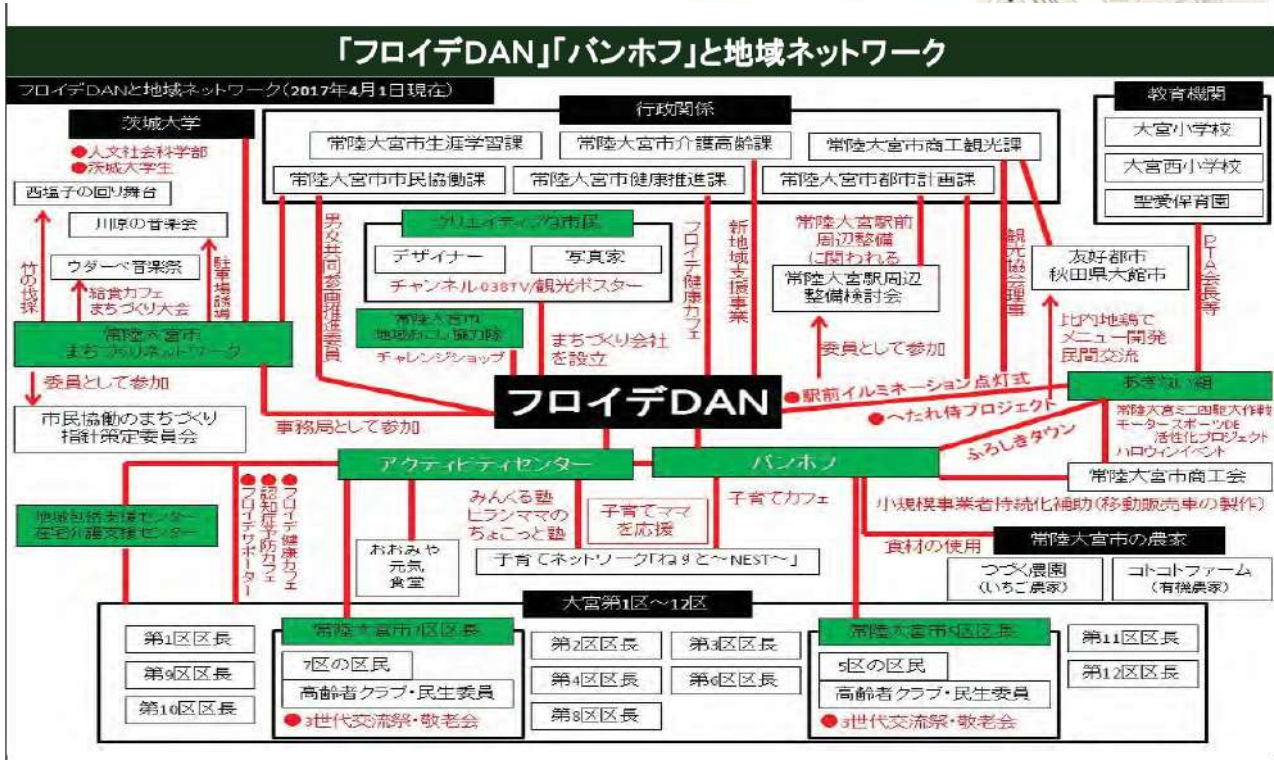 「フロイデDAN」「バンホフ」と地域ネットワーク
フロイデDANと地域ネットワーク(2017年4月1日現在)
茨城大学
●人文社会科学部
●茨城大学生
西塩子の回り舞台
川原の音楽会
ウダーベ音楽祭
竹の伐採
給食カフェ
まちづくり大会
駐車場誘導
常陸大宮市
まちづくりネットワーク
委員として参加
市民協働のまちづくり
指針策定委員会
行政関係
常陸大宮市生涯学習課
常陸大宮市介護高齢課
常陸大宮市商工観光課
常陸大宮市市民協働課
常陸大宮市健康推進課
常陸大宮市都市計画課
教育機関
大宮小学校
大宮西小学校
聖愛保育園
男女共同参画推進委員
クリエイティブな市民
デザイナー
写真家
チャンネル038TV/観光ポスター
常陸大宮市
地域おこし協力隊
チャレンジショップ
まちづくり会社
を設立
フロイデ健康カフェ
新地域支援事業
常陸大宮駅前
周辺整備
に関われる
常陸大宮駅周辺
整備検討会
委員として参加
観光協会理事
友好都市
秋田県大館市
比内地鶏で
メニュー開発
民間交流
PTA会長等
フロイデDAN
●駅前イルミネーション点灯式
●へたれ侍プロジェクト
あきない組
常陸大宮ミニ四駆大作戦
モータースポーツDE
活性化プロジェクト
ハロウィンイベント
ふろしきタウン
常陸大宮市商工会
事務局として参加
アクティビティセンター
バンホフ
小規模事業者持続化補助(移動販売車の製作)
地域包括支援センター
在宅介護支援センター
●フロイデ健康カフェ
●認知症予防カフェ
●フロイデサポーター
おおみや
元気
食堂
みんくる塾
ヒランママの
ちょこっと塾
子育てママ
を応援
子育てカフェ
子育てネットワーク「ねすと～NEST～」
食材の使用
常陸大宮市の農家
つづく農園
(いちご農家)
コトコトファーム
(有機農家)
大宮第1区～12区
第1区区長
第9区区長
第10区区長
常陸大宮市7区区長
7区の区民
高齢者クラブ・民生委員
●3世代交流祭・敬老会
第2区区長
第3区区長
第4区区長
第6区区長
第8区区長
常陸大宮市5区区長
5区の区民
高齢者クラブ・民生委員
●3世代交流祭・敬老会
第11区区長
第12区区長